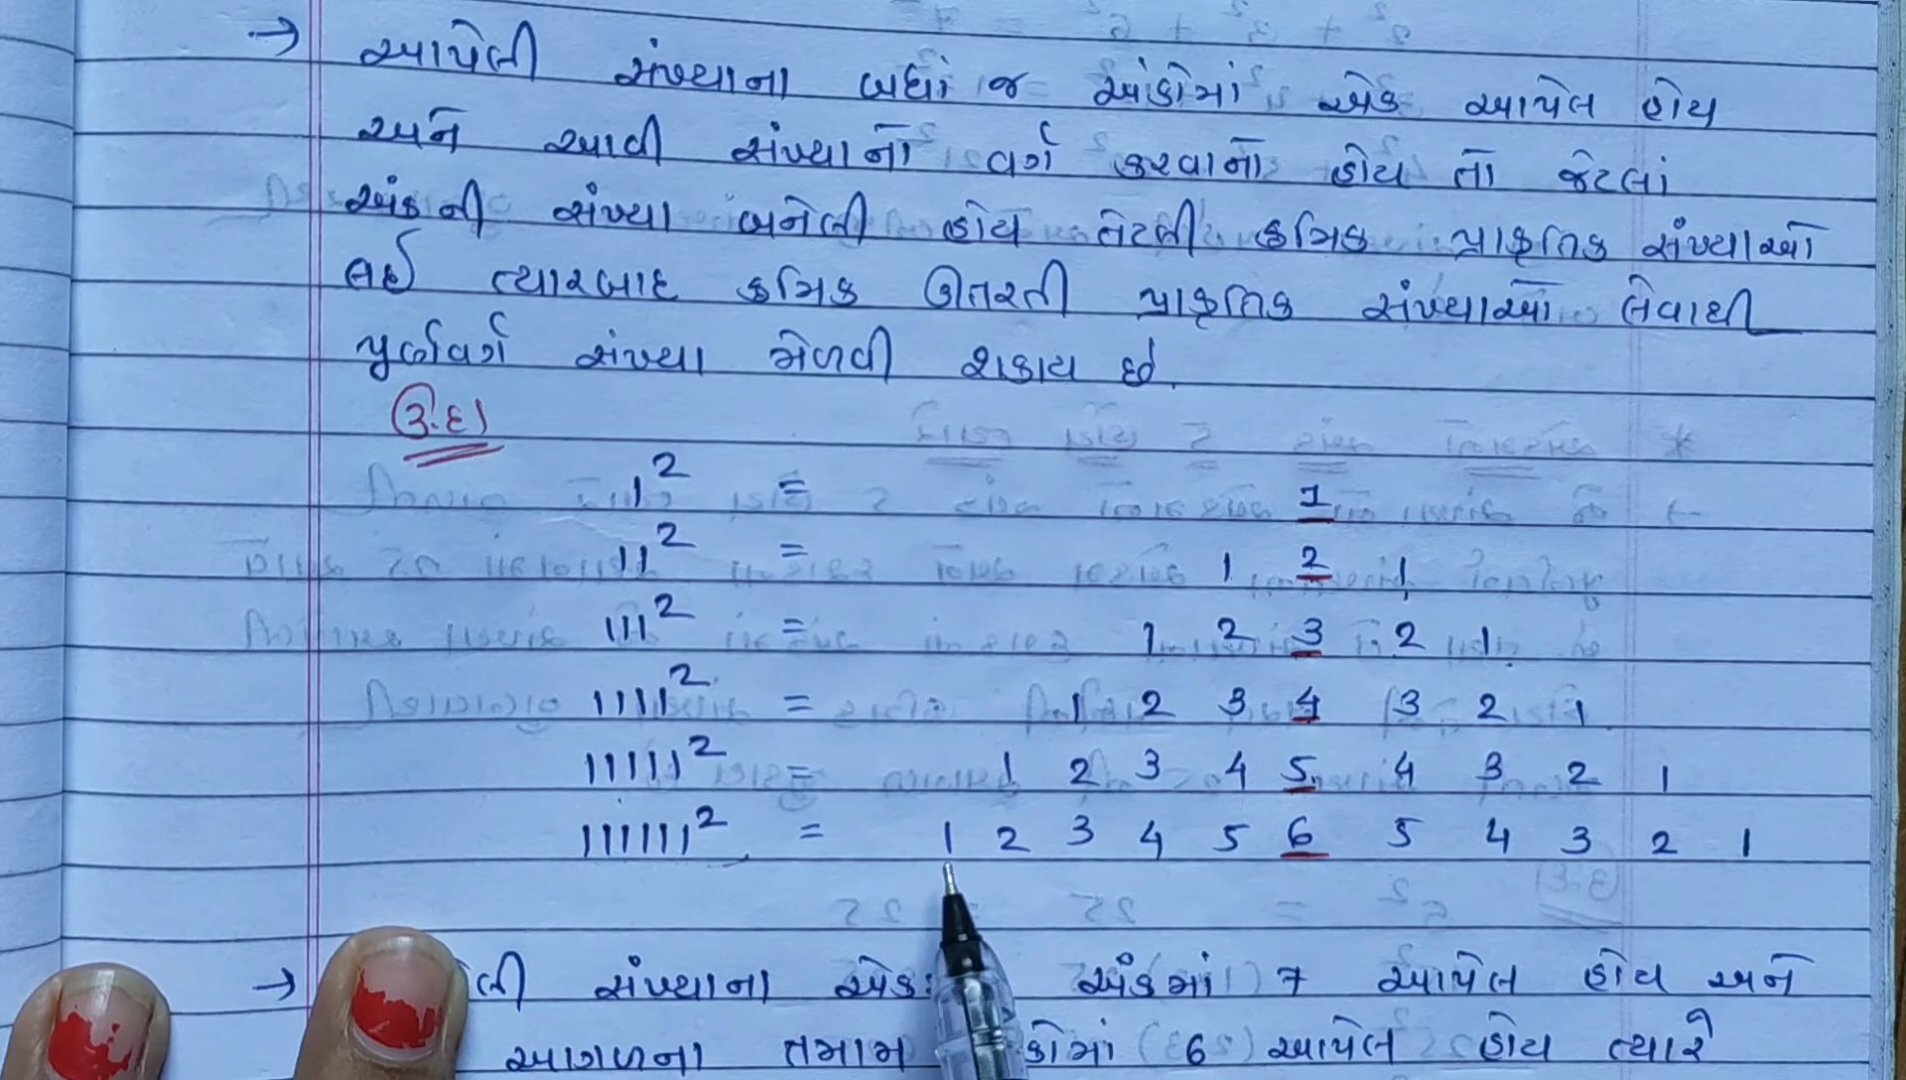 → આપેલી સંખ્યાના બધાં જ અંકોમાં એક આપેલ હોય
અને આવી સંખ્યાનો વર્ગ કરવાનો હોય તો જેટલાં
અંકની સંખ્યા બનેલી હોય તેટલી ક્રમિક પ્રાકૃતિક સંખ્યાઓ
લઈ ત્યારબાદ ક્રમિક ઊતરતી પ્રાકૃતિક સંખ્યાઓ લેવાથી
પુર્ણવર્ગ સંખ્યા મેળવી શકાય છે.
ઉ.દા
1² = 1
11² = 1 2 1
111² = 1 2 3 2 1
1111² = 1 2 3 4 3 2 1
11111² = 1 2 3 4 5 4 3 2 1
111111² = 1 2 3 4 5 6 5 4 3 2 1
→ લી સંખ્યાના એક અંકમાં 7 આપેલ હોય અને
આગળના તમામ કોમાં 6 આપેલ હોય ત્યારે